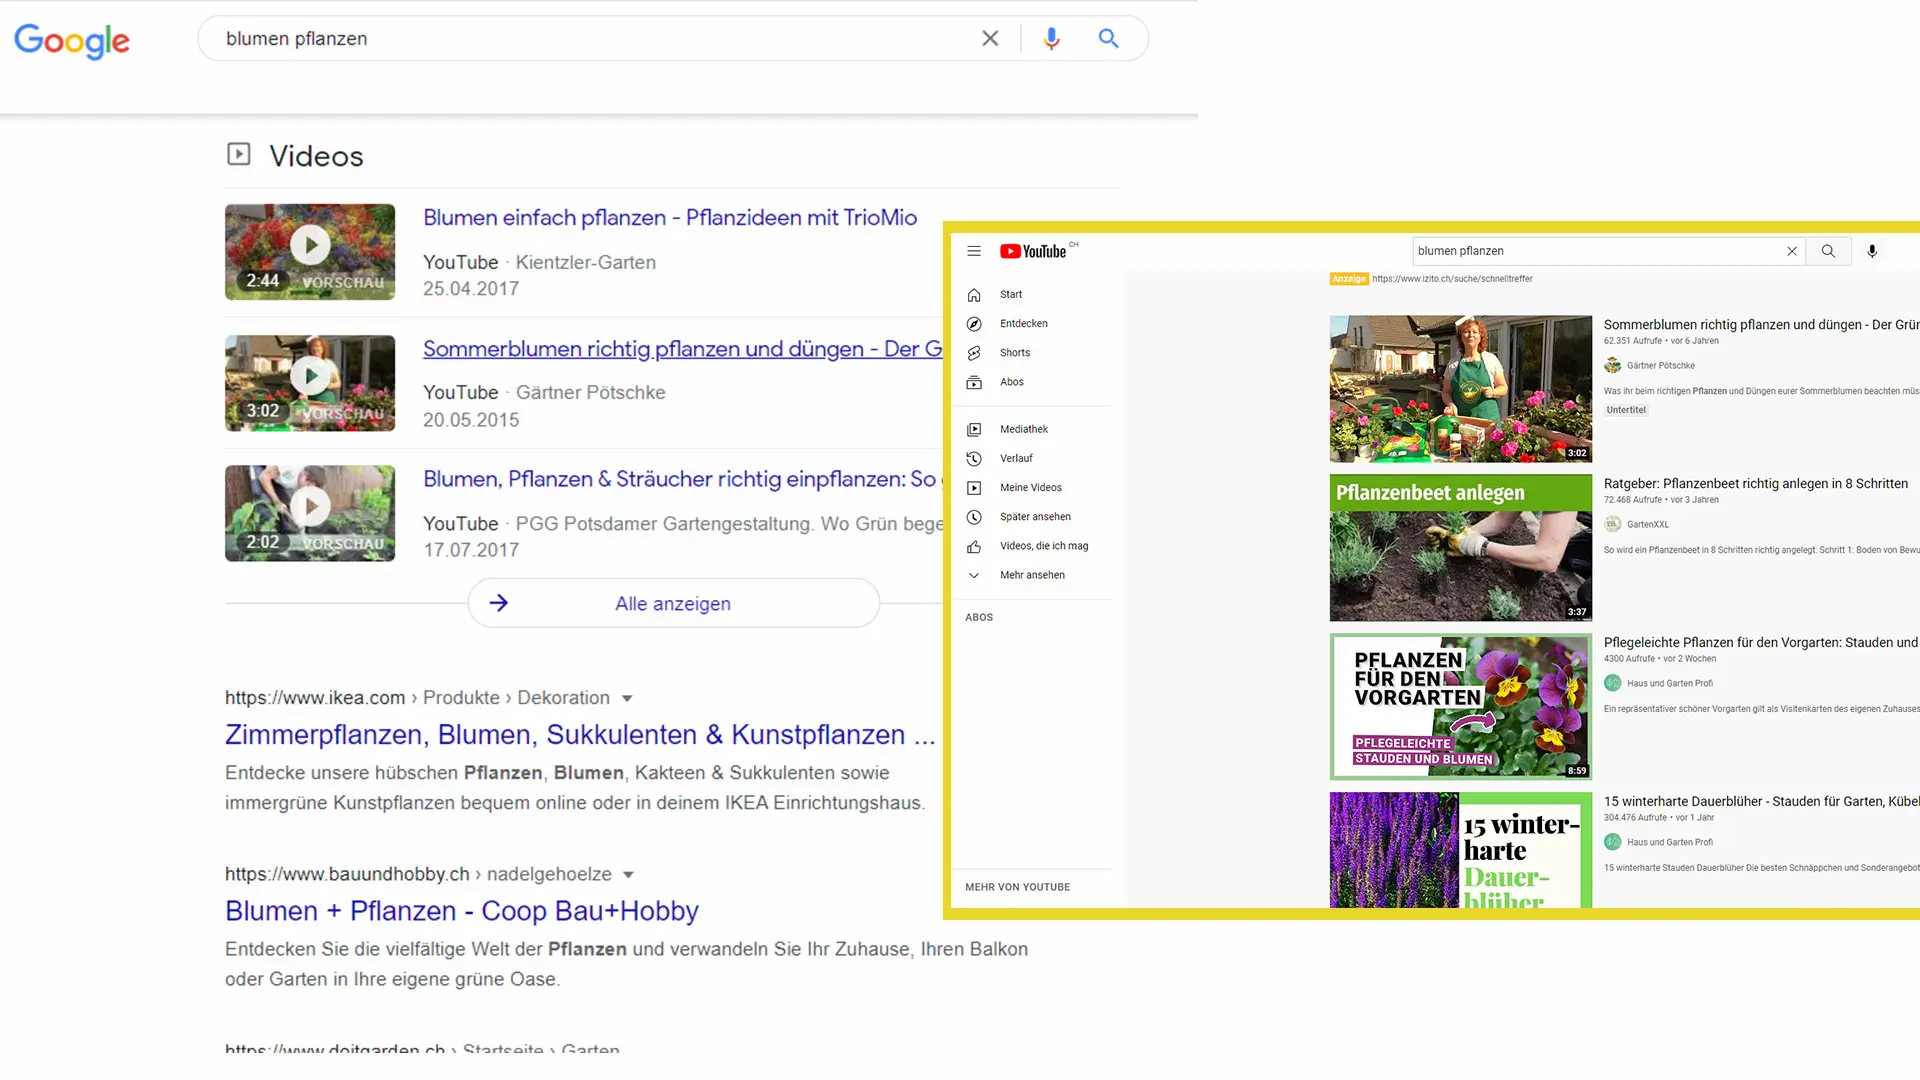 Google
blumen pflanzen
Videos
Blumen einfach pflanzen - Pflanzideen mit TrioMio
YouTube · Kientzler-Garten
25.04.2017
2:44 VORSCHAU
Sommerblumen richtig pflanzen und düngen - Der G
YouTube · Gärtner Pötschke
20.05.2015
3:02 VORSCHAU
Blumen, Pflanzen & Sträucher richtig einpflanzen: So
YouTube · PGG Potsdamer Gartengestaltung. Wo Grün bege
17.07.2017
2:02 VORSCHAU
Alle anzeigen
https://www.ikea.com › Produkte › Dekoration
Zimmerpflanzen, Blumen, Sukkulenten & Kunstpflanzen ...
Entdecke unsere hübschen Pflanzen, Blumen, Kakteen & Sukkulenten sowie
immergrüne Kunstpflanzen bequem online oder in deinem IKEA Einrichtungshaus.
https://www.bauundhobby.ch › nadelgehoelze
Blumen + Pflanzen - Coop Bau+Hobby
Entdecken Sie die vielfältige Welt der Pflanzen und verwandeln Sie Ihr Zuhause, Ihren Balkon
oder Garten in Ihre eigene grüne Oase.
https://www.doitgarden.ch › Startseite › Garten
YouTube CH
blumen pflanzen
Start
Entdecken
Shorts
Abos
Mediathek
Verlauf
Meine Videos
Später ansehen
Videos, die ich mag
Mehr ansehen
ABOS
MEHR VON YOUTUBE
Anzeige https://www.izito.ch/suche/schnelltreffer
3:02
Sommerblumen richtig pflanzen und düngen - Der Grün
62.351 Aufrufe • vor 6 Jahren
Gärtner Pötschke
Was ihr beim richtigen Pflanzen und Düngen eurer Sommerblumen beachten müs
Untertitel
Pflanzenbeet anlegen
3:37
Ratgeber: Pflanzenbeet richtig anlegen in 8 Schritten
72.468 Aufrufe • vor 3 Jahren
GartenXXL
So wird ein Pflanzenbeet in 8 Schritten richtig angelegt: Schritt 1: Boden von Bewu
PFLANZEN
FÜR DEN
VORGARTEN
PFLEGELEICHTE
STAUDEN UND BLUMEN
8:59
Pflegeleichte Pflanzen für den Vorgarten: Stauden und
4300 Aufrufe • vor 2 Wochen
Haus und Garten Profi
Ein repräsentativer schöner Vorgarten gilt als Visitenkarten des eigenen Zuhauses
15 winter-
harte
Dauer-
blüher
15 winterharte Dauerblüher - Stauden für Garten, Kübel
304.476 Aufrufe • vor 1 Jahr
Haus und Garten Profi
15 winterharte Stauden Dauerblüher Die besten Schnäppchen und Sonderangebot